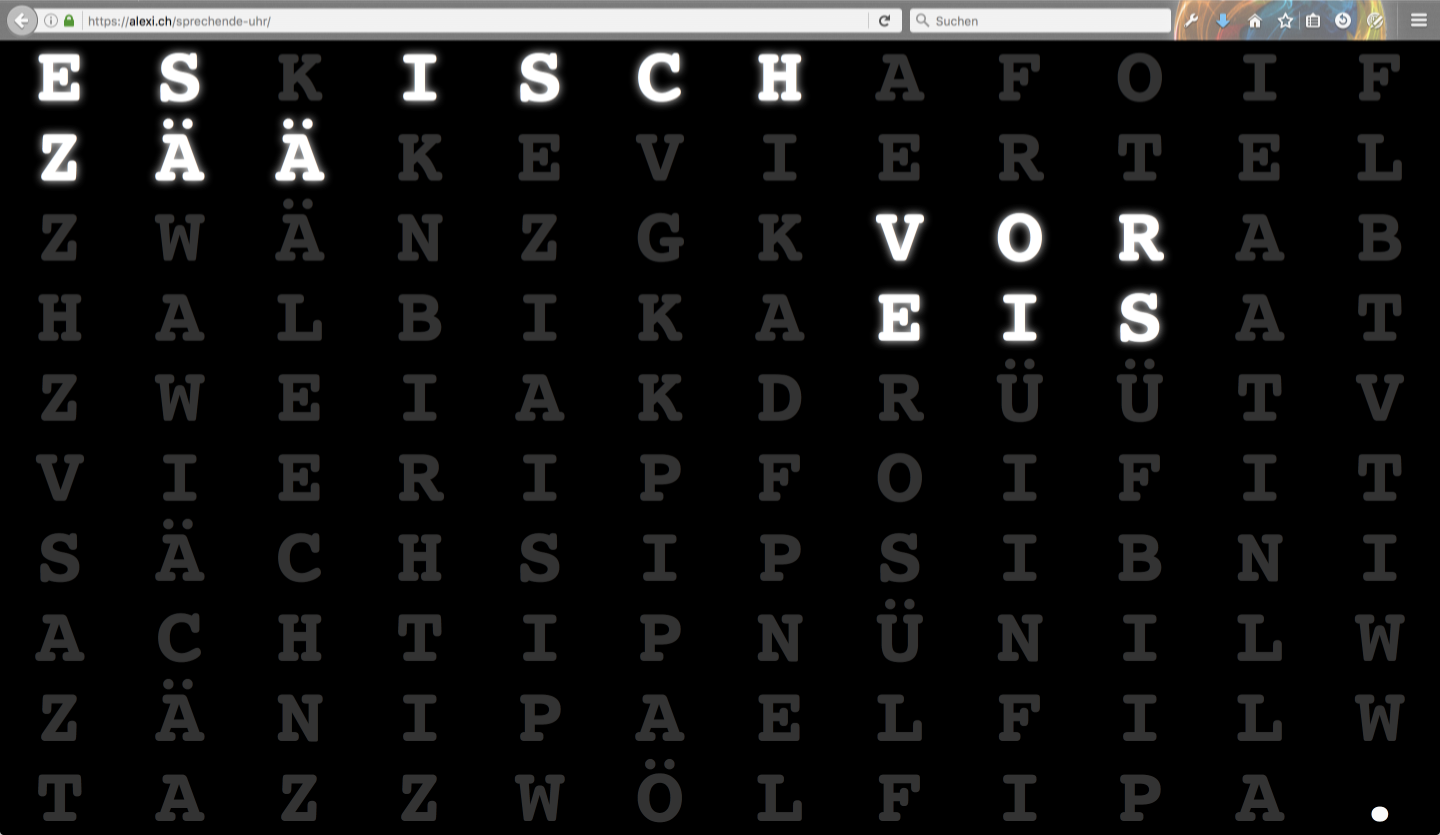 https://alexi.ch/sprechende-uhr/ Suchen
E S K I S C H A F O I F
Z Ä Ä K E V I E R T E L
Z W Ä N Z G K V O R A B
H A L B I K A E I S A T
Z W E I A K D R Ü Ü T V
V I E R I P F O I F I T
S Ä C H S I P S I B N I
A C H T I P N Ü N I L W
Z Ä N I P A E L F I L W
T A Z Z W Ö L F I P A .